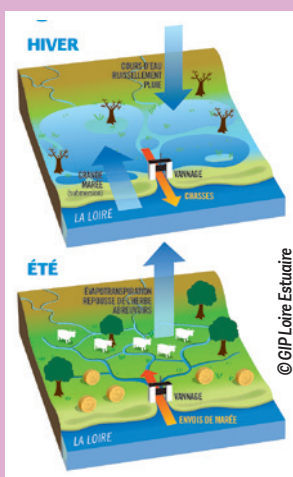 HIVER
COURS D'EAU
RUISSELLEMENT
PLUIE
GRANDE
MARÉE
(submersion)
VANNAGE
CHASSES
LA LOIRE
ÉTÉ
ÉVAPOTRANSPIRATION
REPOUSSE DE L'HERBE
ABREUVOIRS
VANNAGE
ENVOIS DE MARÉE
LA LOIRE
©GIP Loire Estuaire